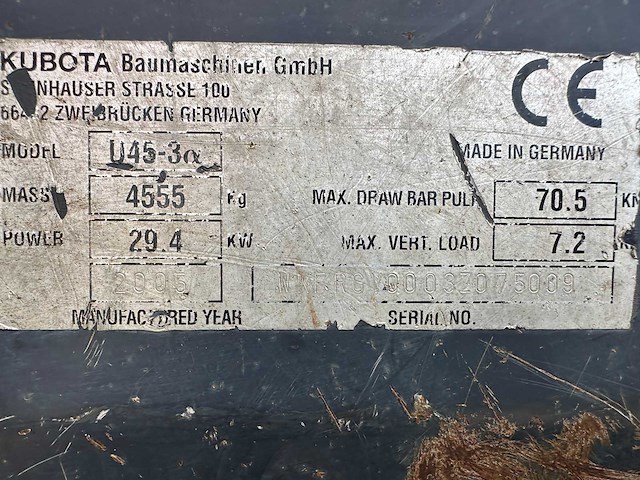 KUBOTA Baumaschinen GmbH
STEINHAUSER STRASSE 100
66482 ZWEIBRÜCKEN GERMANY
CE
MODEL U45-3α MADE IN GERMANY
MASS 4555 Kg MAX. DRAW BAR PULL 70.5 KN
POWER 29.4 KW MAX. VERT. LOAD 7.2
2005
MANUFACTURED YEAR SERIAL NO.